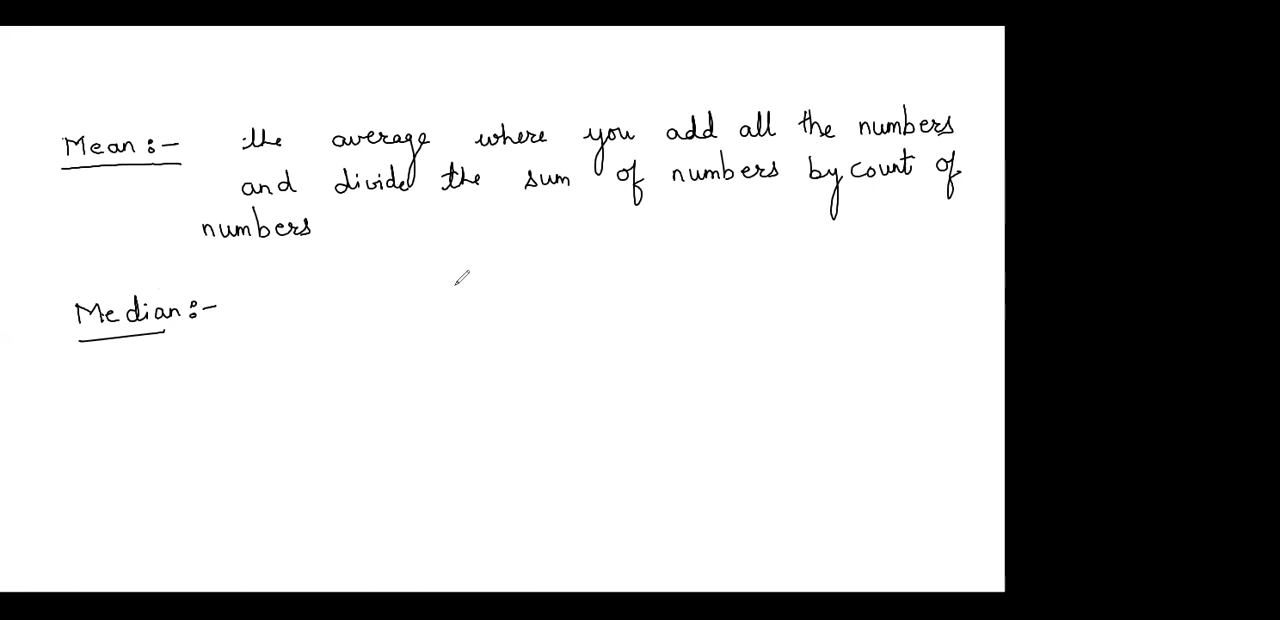 Mean :- the average where you add all the numbers
and divided the sum of numbers by count of
numbers
Median :-